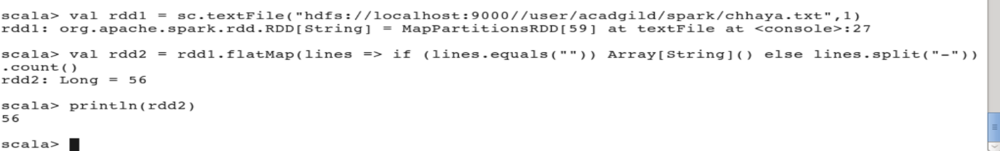 scala> val rdd1 = sc.textFile("hdfs://localhost:9000//user/acadgild/spark/chhaya.txt",1)
rdd1: org.apache.spark.rdd.RDD[String] = MapPartitionsRDD[59] at textFile at <console>:27
scala> val rdd2 = rdd1.flatMap(lines => if (lines.equals("")) Array[String]() else lines.split("-"))
.count()
rdd2: Long = 56
scala> println(rdd2)
56
scala>